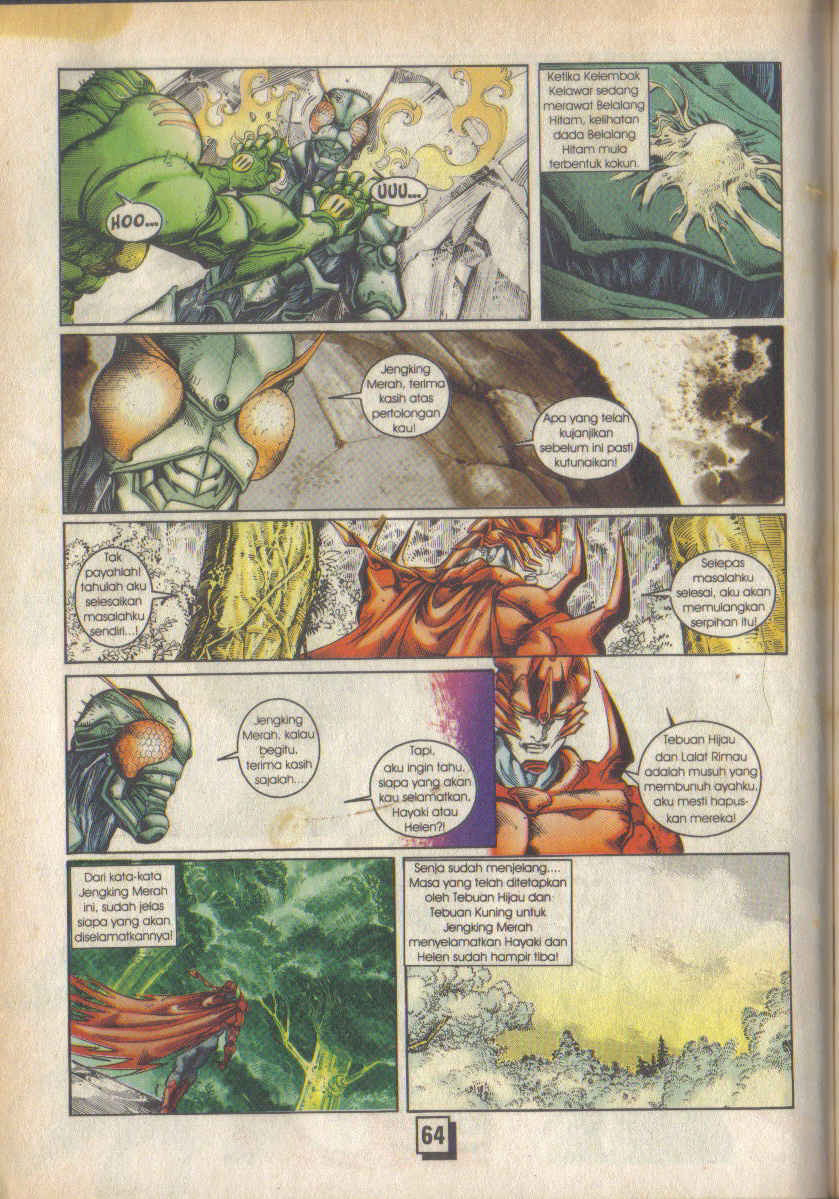 HOO...
UUU...
Ketika Kelembak
Kelawar sedang
merawat Belalang
Hitam, kelihatan
dada Belalang
Hitam mula
terbentuk kokun.
Jengking
Merah, terima
kasih atas
pertolongan
kau!
Apa yang telah
kujanjikan
sebelum ini pasti
kutunaikan!
Tak
payahlah!
tahulah aku
selesaikan
masalahku
sendiri...!
Selepas
masalahku
selesai, aku akan
memulangkan
serpihan itu!
Jengking
Merah, kalau
begitu,
terima kasih
sajalah....
Tapi,
aku ingin tahu,
siapa yang akan
kau selamatkan,
Hayaki atau
Helen?!
Tebuan Hijau
dan Lalat Rimau
adalah musuh yang
membunuh ayahku,
aku mesti hapus-
kan mereka!
Dari kata-kata
Jengking Merah
ini, sudah jelas
siapa yang akan
diselamatkannya!
Senja sudah menjelang....
Masa yang telah ditetapkan
oleh Tebuan Hijau dan
Tebuan Kuning untuk
Jengking Merah
menyelamatkan Hayaki dan
Helen sudah hampir tiba!
64